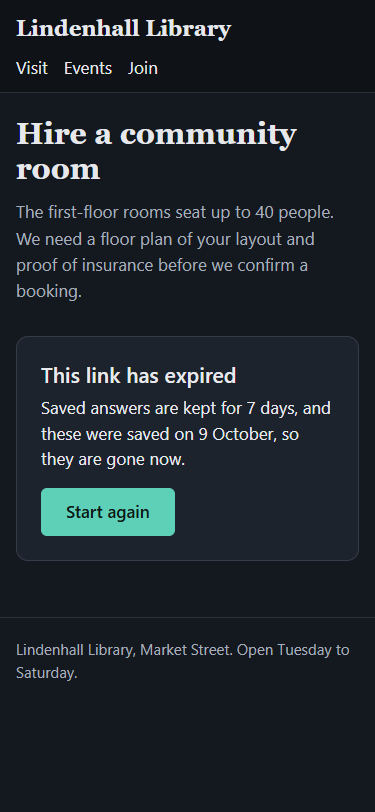 Lindenhall Library
Visit Events Join
Hire a community
room
The first-floor rooms seat up to 40 people.
We need a floor plan of your layout and
proof of insurance before we confirm a
booking.
This link has expired
Saved answers are kept for 7 days, and
these were saved on 9 October, so
they are gone now.
Start again
Lindenhall Library, Market Street. Open Tuesday to
Saturday.